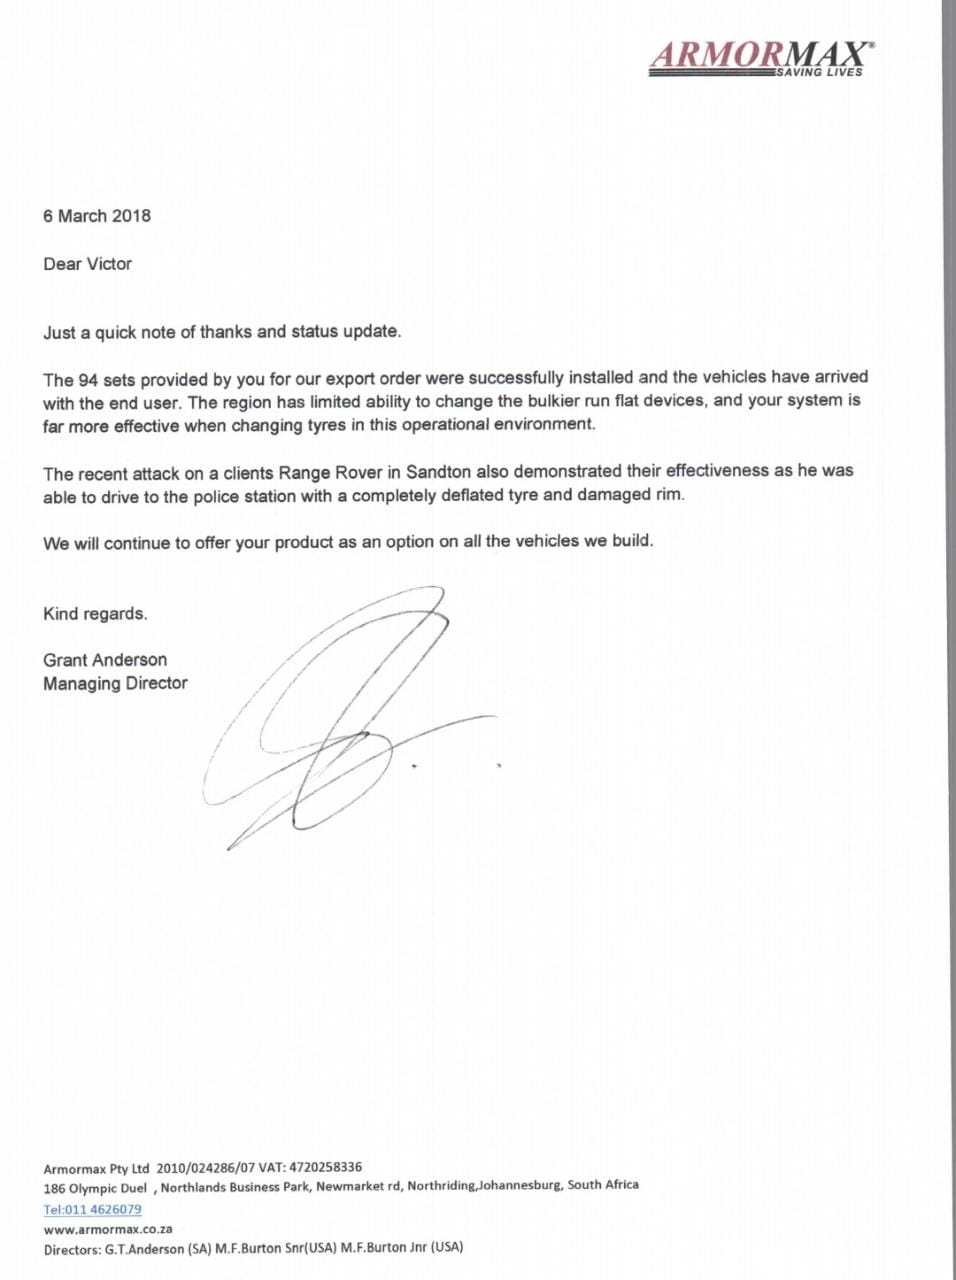 ARMORMAX®
SAVING LIVES
6 March 2018
Dear Victor
Just a quick note of thanks and status update.
The 94 sets provided by you for our export order were successfully installed and the vehicles have arrived
with the end user. The region has limited ability to change the bulkier run flat devices, and your system is
far more effective when changing tyres in this operational environment.
The recent attack on a clients Range Rover in Sandton also demonstrated their effectiveness as he was
able to drive to the police station with a completely deflated tyre and damaged rim.
We will continue to offer your product as an option on all the vehicles we build.
Kind regards.
Grant Anderson
Managing Director
Armormax Pty Ltd 2010/024286/07 VAT: 4720258336
186 Olympic Duel , Northlands Business Park, Newmarket rd, Northriding,Johannesburg, South Africa
Tel:011 4626079
www.armormax.co.za
Directors: G.T.Anderson (SA) M.F.Burton Snr(USA) M.F.Burton Jnr (USA)